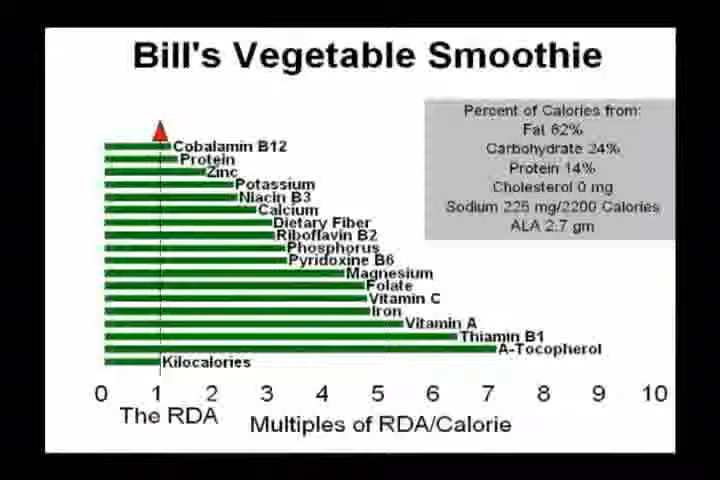 Bill's Vegetable Smoothie
Percent of Calories from:
Fat 62%
Carbohydrate 24%
Protein 14%
Cholesterol 0 mg
Sodium 225 mg/2200 Calories
ALA 2.7 gm
Cobalamin B12
Protein
Zinc
Potassium
Niacin B3
Calcium
Dietary Fiber
Riboflavin B2
Phosphorus
Pyridoxine B6
Magnesium
Folate
Vitamin C
Iron
Vitamin A
Thiamin B1
A-Tocopherol
Kilocalories
0 1 2 3 4 5 6 7 8 9 10
The RDA
Multiples of RDA/Calorie